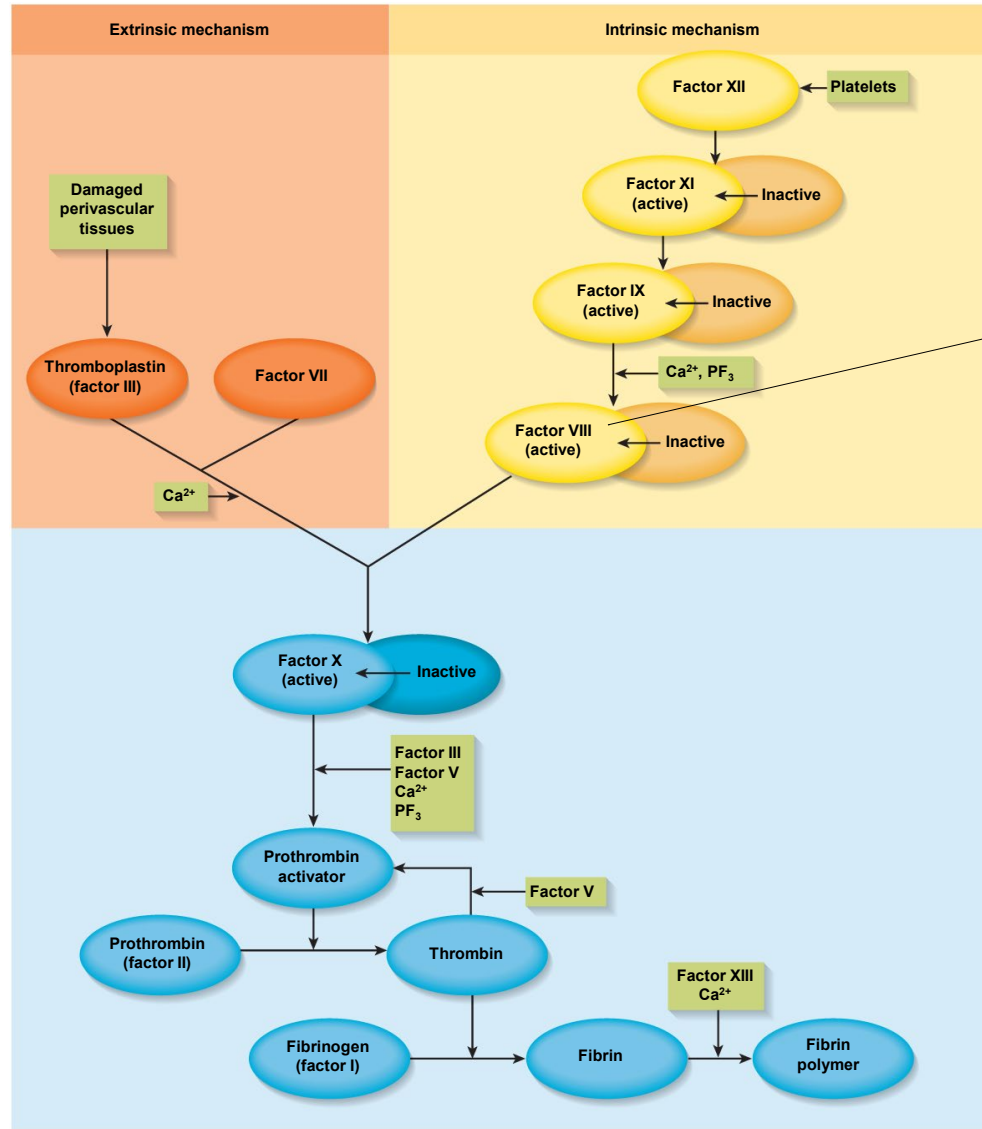 Extrinsic mechanism
Intrinsic mechanism
Factor XII
Platelets
Factor XI
(active)
Inactive
Damaged
perivascular
tissues
Factor IX
(active)
Inactive
Thromboplastin
(factor III)
Factor VII
Ca²⁺, PF₃
Factor VIII
(active)
Inactive
Ca²⁺
Factor X
(active)
Inactive
Factor III
Factor V
Ca²⁺
PF₃
Prothrombin
activator
Factor V
Prothrombin
(factor II)
Thrombin
Factor XIII
Ca²⁺
Fibrinogen
(factor I)
Fibrin
Fibrin
polymer